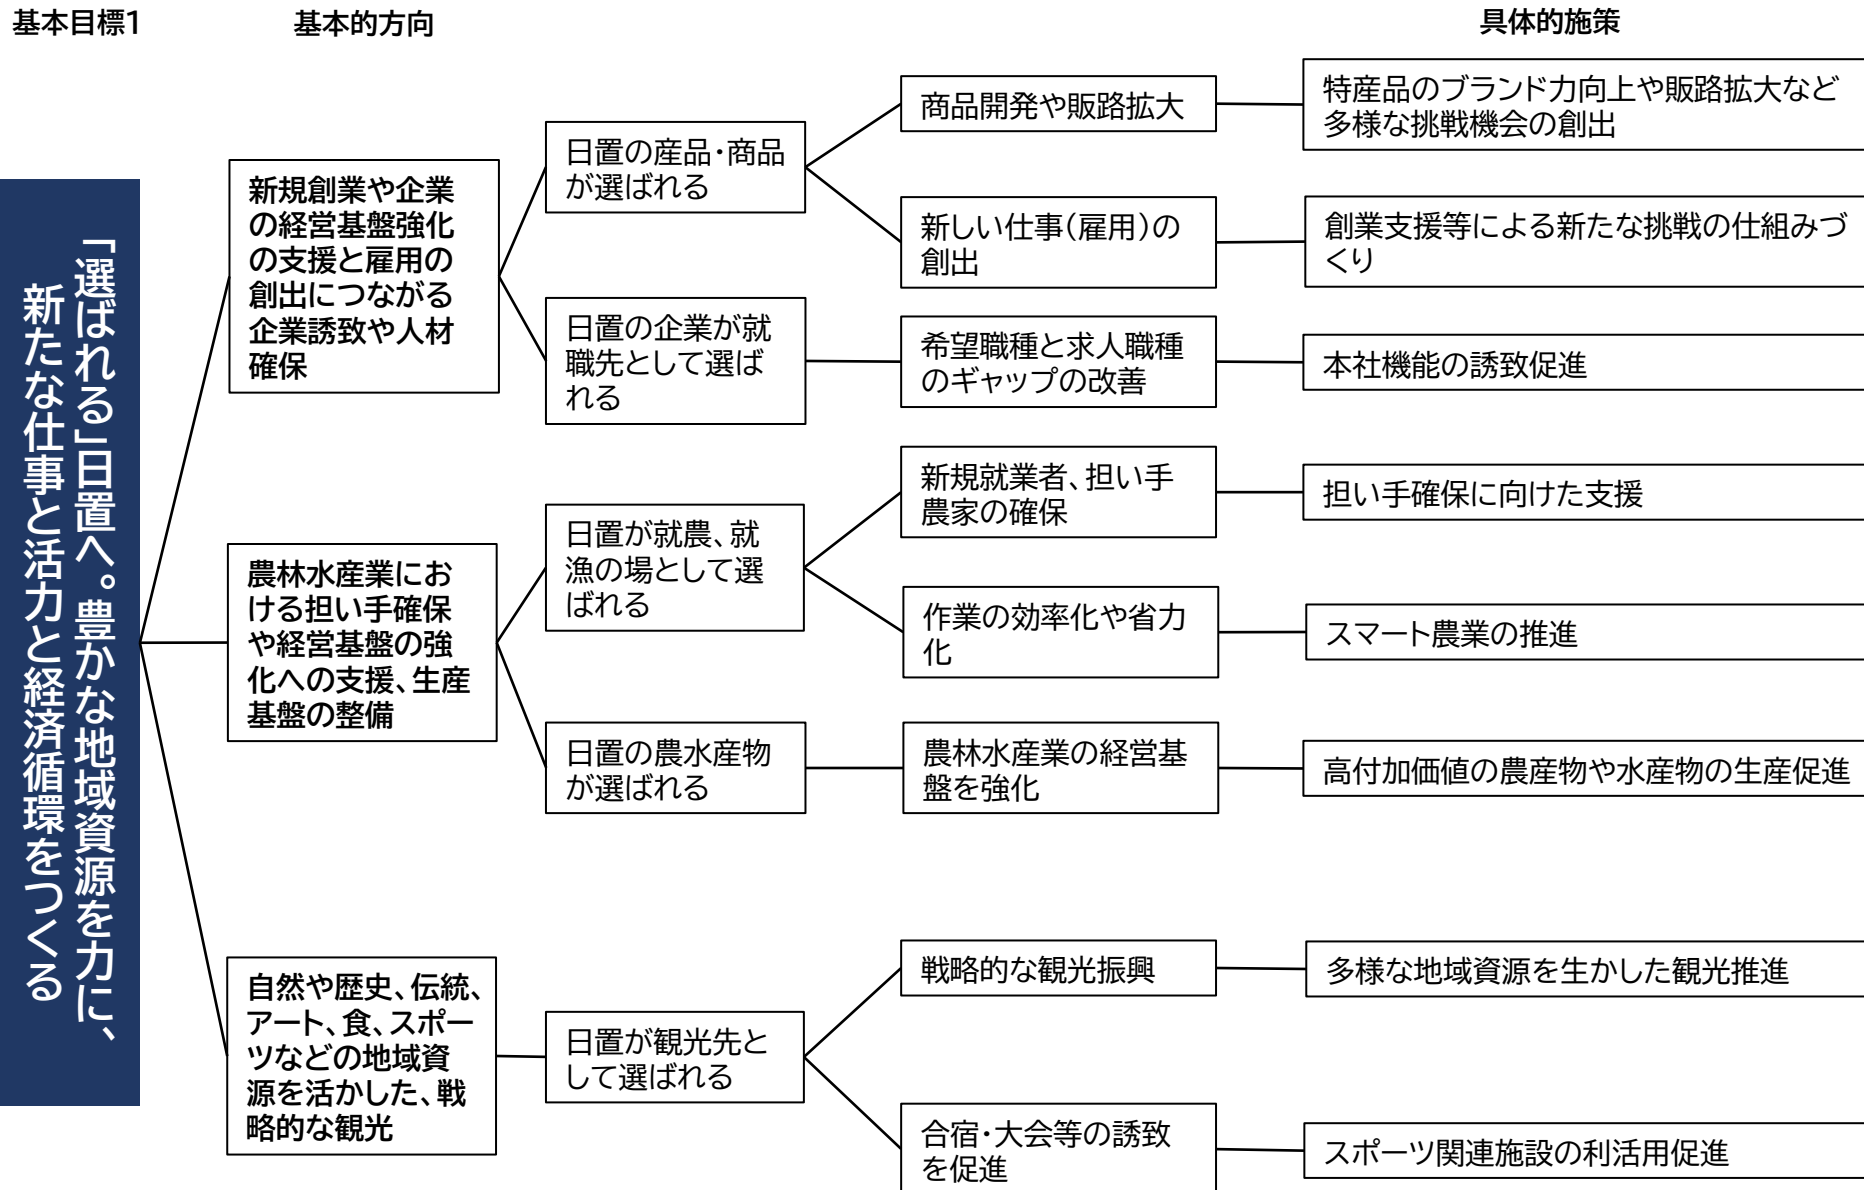 基本目標1
基本的方向
具体的施策
「選ばれる」日置へ。豊かな地域資源を力に、
新たな仕事と活力と経済循環をつくる
新規創業や企業
の経営基盤強化
の支援と雇用の
創出につながる
企業誘致や人材
確保
日置の産品・商品
が選ばれる
商品開発や販路拡大
特産品のブランド力向上や販路拡大など
多様な挑戦機会の創出
新しい仕事(雇用)の
創出
創業支援等による新たな挑戦の仕組みづ
くり
日置の企業が就
職先として選ば
れる
希望職種と求人職種
のギャップの改善
本社機能の誘致促進
農林水産業にお
ける担い手確保
や経営基盤の強
化への支援、生産
基盤の整備
日置が就農、就
漁の場として選
ばれる
新規就業者、担い手
農家の確保
担い手確保に向けた支援
作業の効率化や省力
化
スマート農業の推進
日置の農水産物
が選ばれる
農林水産業の経営基
盤を強化
高付加価値の農産物や水産物の生産促進
自然や歴史、伝統、
アート、食、スポー
ツなどの地域資
源を活かした、戦
略的な観光
日置が観光先と
して選ばれる
戦略的な観光振興
多様な地域資源を生かした観光推進
合宿・大会等の誘致
を促進
スポーツ関連施設の利活用促進